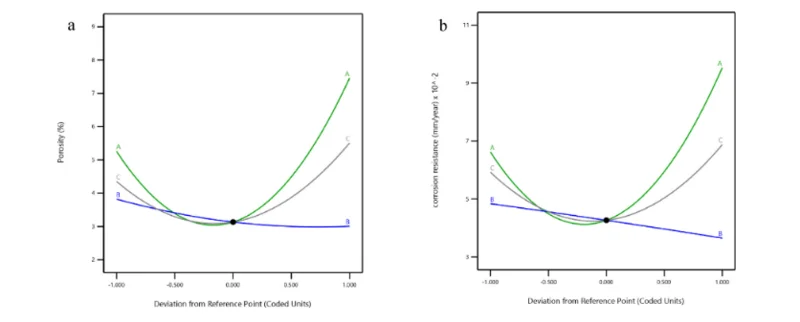 a
9
8
7
6
5
4
3
2
Porosity (%)
A
C
B
A
C
B
-1.000 -0.500 0.000 0.500 1.000
Deviation from Reference Point (Coded Units)
b
11
9
7
5
3
corrosion resistance (mm/year) x 10^ -2
A
C
B
A
C
B
-1.000 -0.500 0.000 0.500 1.000
Deviation from Reference Point (Coded Units)